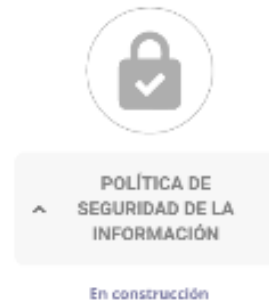 POLÍTICA DE
SEGURIDAD DE LA
INFORMACIÓN
En construcción